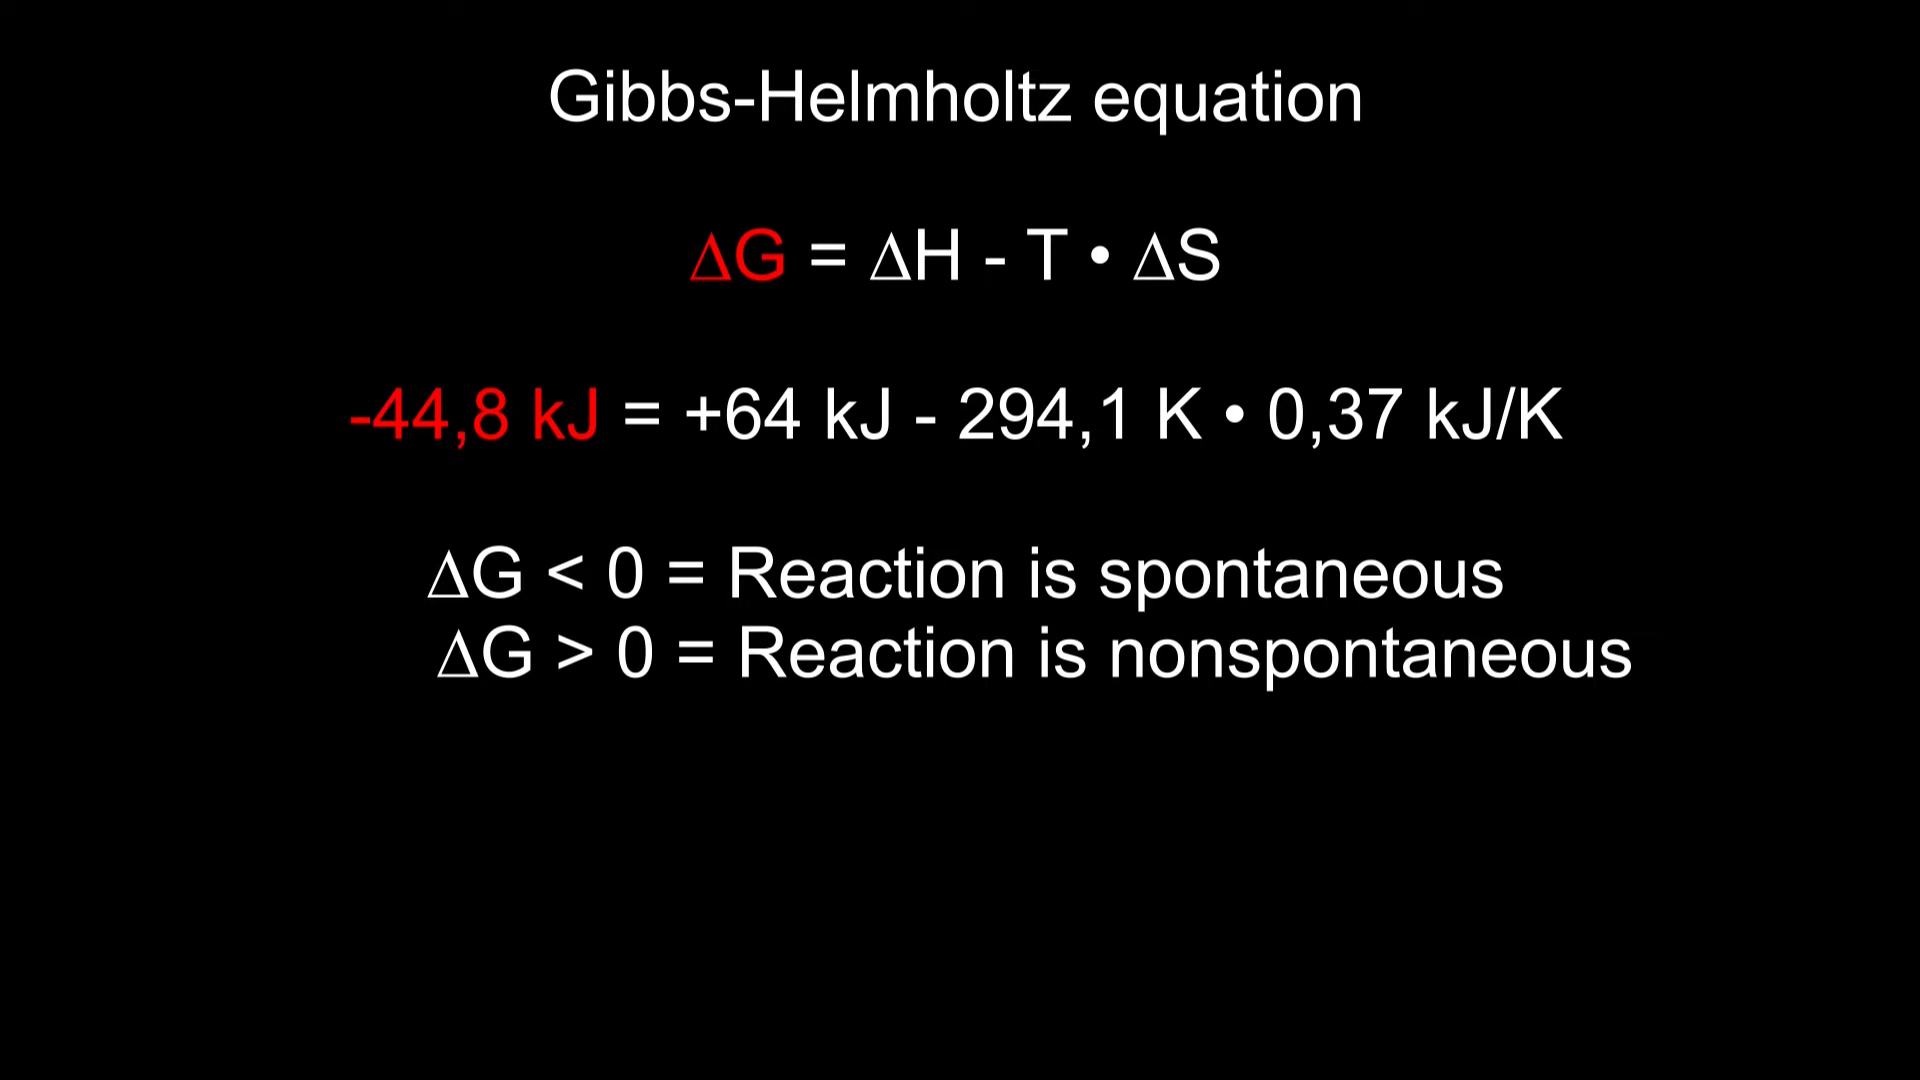 Gibbs-Helmholtz equation
ΔG = ΔH - T • ΔS
-44,8 kJ = +64 kJ - 294,1 K • 0,37 kJ/K
ΔG < 0 = Reaction is spontaneous
ΔG > 0 = Reaction is nonspontaneous